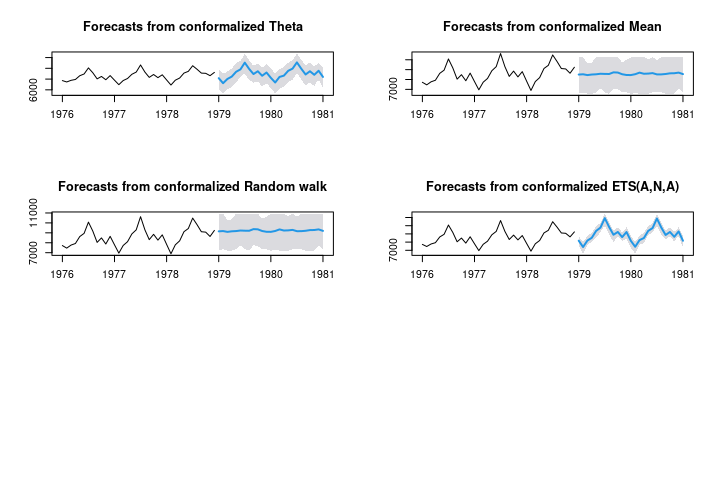 Forecasts from conformalized Theta
6000
1976 1977 1978 1979 1980 1981
Forecasts from conformalized Mean
7000
1976 1977 1978 1979 1980 1981
Forecasts from conformalized Random walk
7000 11000
1976 1977 1978 1979 1980 1981
Forecasts from conformalized ETS(A,N,A)
7000
1976 1977 1978 1979 1980 1981